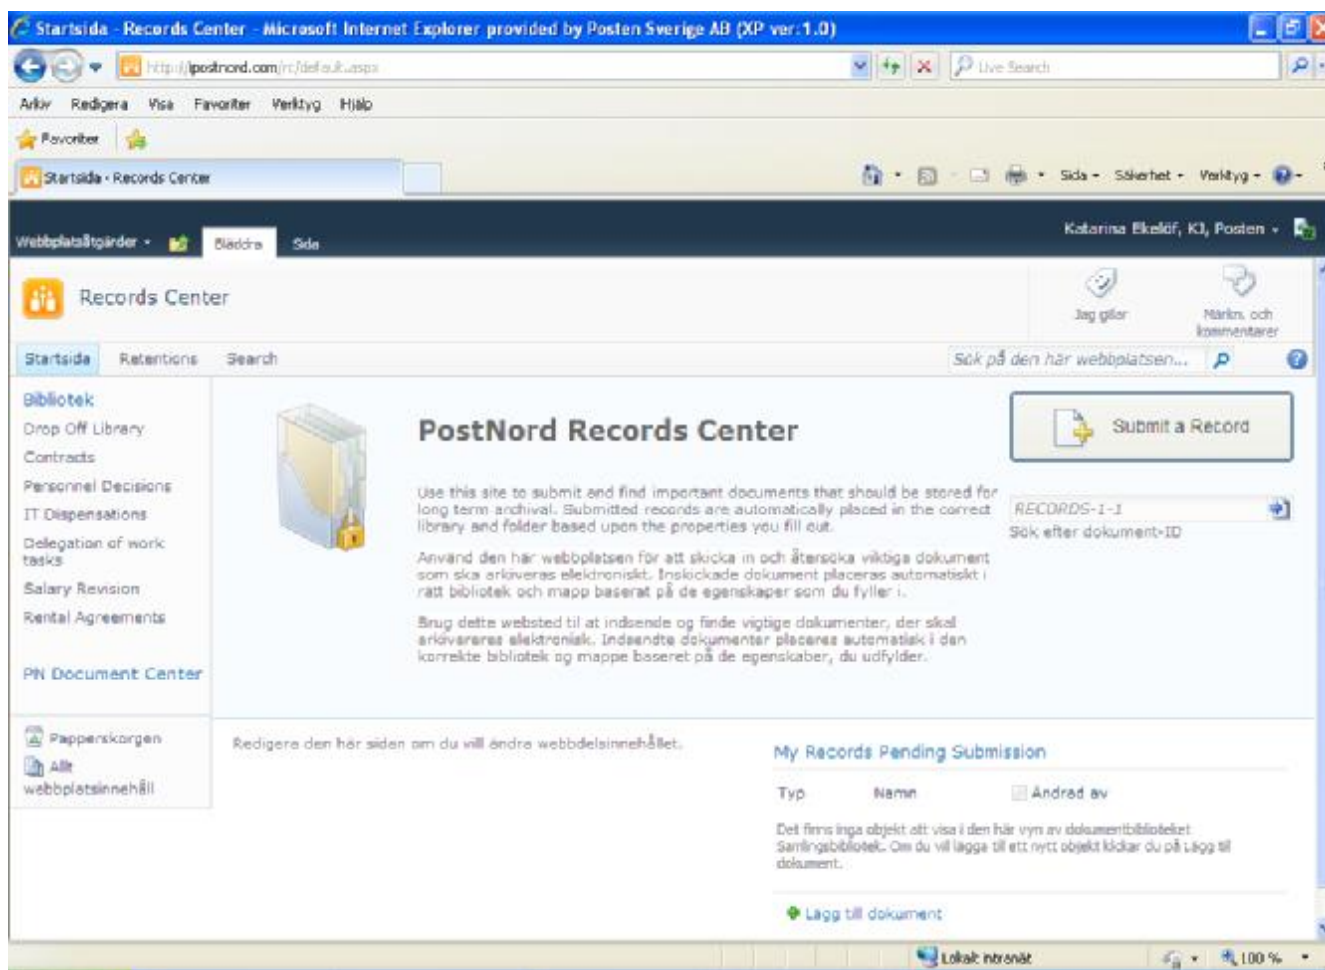 Startsida - Records Center - Microsoft Internet Explorer provided by Posten Sverige AB (XP ver:1.0)
http://postnord.com/rc/default.aspx
Live Search
Arkiv Redigera Visa Favoriter Verktyg Hjälp
Favoriter
Startsida - Records Center
Sida Säkerhet Verktyg
Webbplatsåtgärder Bläddra Sida
Katarina Ekelöf, KI, Posten
Records Center
Jag gillar
Märkn. och
kommentarer
Startsida Retentions Search
Sök på den här webbplatsen...
Bibliotek
Drop Off Library
Contracts
Personnel Decisions
IT Dispensations
Delegation of work
tasks
Salary Revision
Rental Agreements
PN Document Center
Papperskorgen
Allt
webbplatsinnehåll
PostNord Records Center
Use this site to submit and find important documents that should be stored for
long term archival. Submitted records are automatically placed in the correct
library and folder based upon the properties you fill out.
Använd den här webbplatsen för att skicka in och återsöka viktiga dokument
som ska arkiveras elektroniskt. Inskickade dokument placeras automatiskt i
rätt bibliotek och mapp baserat på de egenskaper som du fyller i.
Brug dette websted til at indsende og finde vigtige dokumenter, der skal
arkivereres elektronisk. Indsendte dokumenter placeres automatisk i den
korrekte bibliotek og mappe baseret på de egenskaber, du udfylder.
Submit a Record
RECORDS-1-1
Sök efter dokument-ID
Redigera den här sidan om du vill ändra webbdelsinnehållet.
My Records Pending Submission
Typ Namn Ändrad av
Det finns inga objekt att visa i den här vyn av dokumentbiblioteket
Samlingsbibliotek. Om du vill lägga till ett nytt objekt klickar du på Lägg till
dokument.
Lägg till dokument
Lokalt intranät
100 %